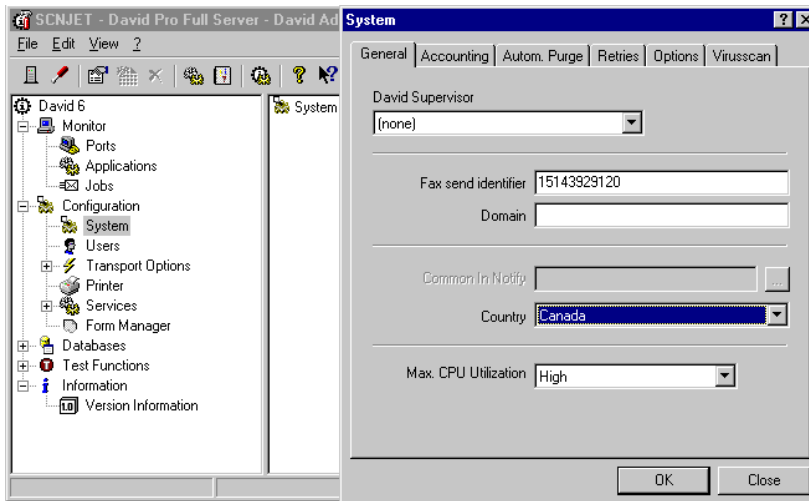 SCNJET - David Pro Full Server - David Ad
File Edit View ?
David 6
Monitor
Ports
Applications
Jobs
Configuration
System
Users
Transport Options
Printer
Services
Form Manager
Databases
Test Functions
Information
1.0 Version Information
System
System
General Accounting Autom. Purge Retries Options Virusscan
David Supervisor
(none)
Fax send identifier 15143929120
Domain
Common In Notify ...
Country Canada
Max. CPU Utilization High
OK Close